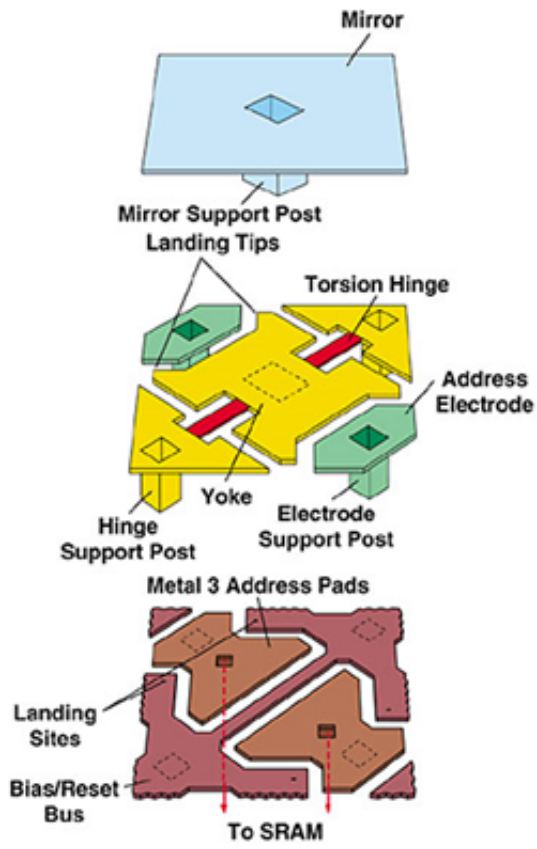 Mirror
Mirror Support Post
Landing Tips
Torsion Hinge
Address
Electrode
Yoke
Hinge
Support Post
Electrode
Support Post
Metal 3 Address Pads
Landing
Sites
Bias/Reset
Bus
To SRAM